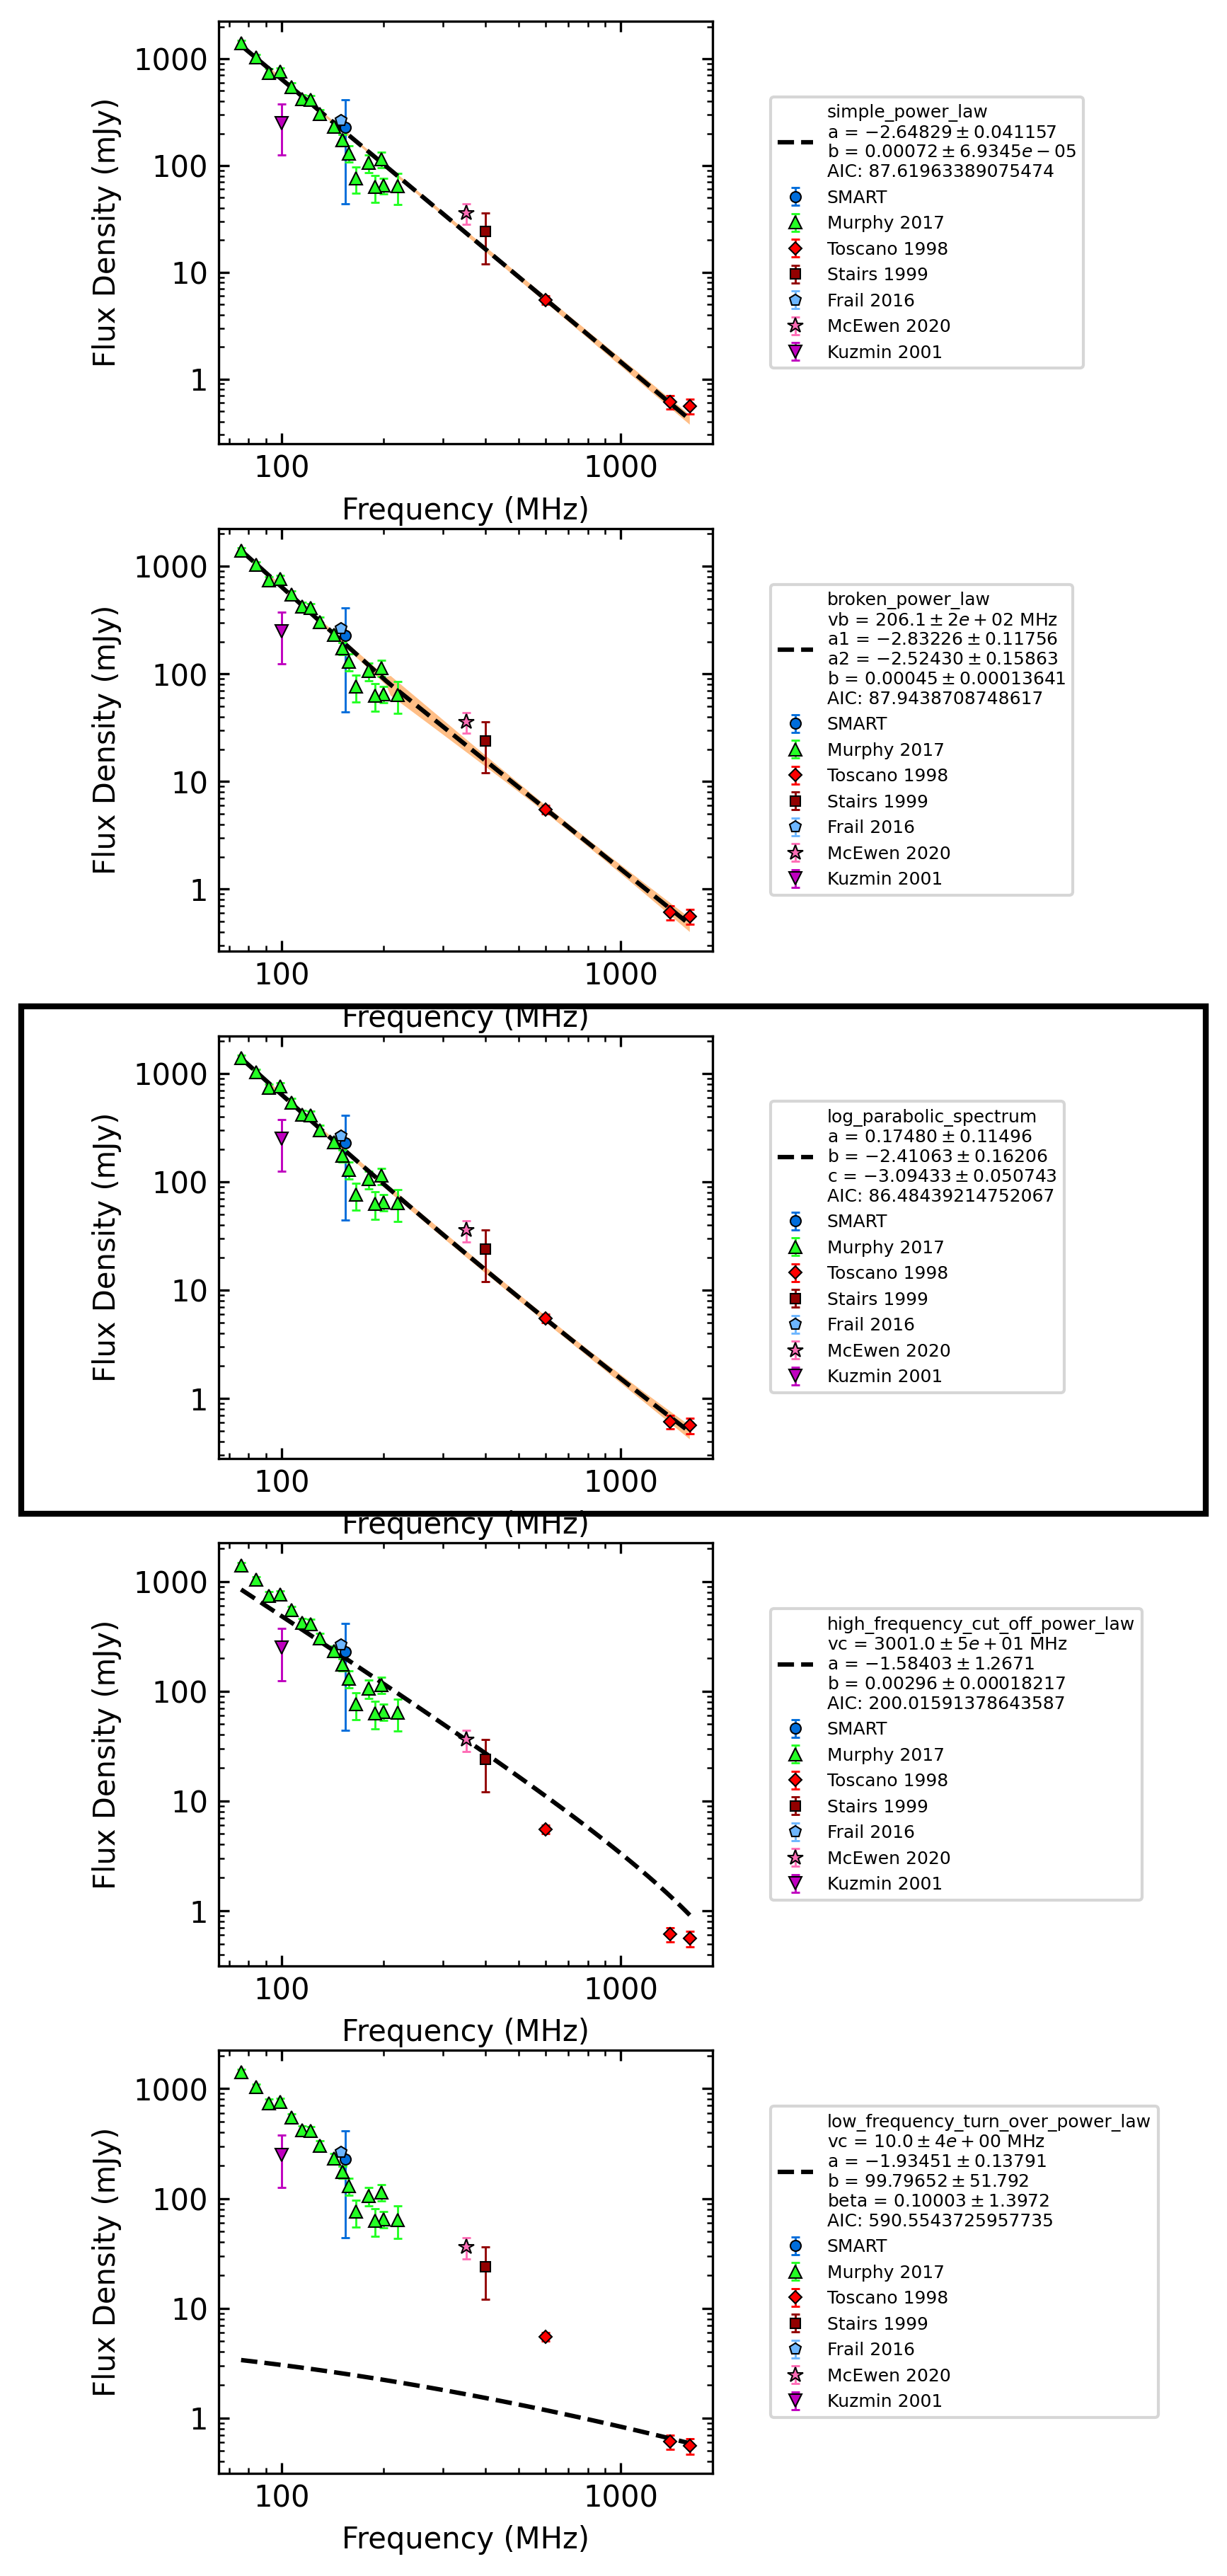 1000
100
10
1
Flux Density (mJy)
100
1000
Frequency (MHz)
simple_power_law
a = −2.64829 ± 0.041157
b = 0.00072 ± 6.9345e − 05
AIC: 87.61963389075474
SMART
Murphy 2017
Toscano 1998
Stairs 1999
Frail 2016
McEwen 2020
Kuzmin 2001
1000
100
10
1
Flux Density (mJy)
100
1000
Frequency (MHz)
broken_power_law
vb = 206.1 ± 2e + 02 MHz
a1 = −2.83226 ± 0.11756
a2 = −2.52430 ± 0.15863
b = 0.00045 ± 0.00013641
AIC: 87.9438708748617
SMART
Murphy 2017
Toscano 1998
Stairs 1999
Frail 2016
McEwen 2020
Kuzmin 2001
1000
100
10
1
Flux Density (mJy)
100
1000
Frequency (MHz)
log_parabolic_spectrum
a = 0.17480 ± 0.11496
b = −2.41063 ± 0.16206
c = −3.09433 ± 0.050743
AIC: 86.48439214752067
SMART
Murphy 2017
Toscano 1998
Stairs 1999
Frail 2016
McEwen 2020
Kuzmin 2001
1000
100
10
1
Flux Density (mJy)
100
1000
Frequency (MHz)
high_frequency_cut_off_power_law
vc = 3001.0 ± 5e + 01 MHz
a = −1.58403 ± 1.2671
b = 0.00296 ± 0.00018217
AIC: 200.01591378643587
SMART
Murphy 2017
Toscano 1998
Stairs 1999
Frail 2016
McEwen 2020
Kuzmin 2001
1000
100
10
1
Flux Density (mJy)
100
1000
Frequency (MHz)
low_frequency_turn_over_power_law
vc = 10.0 ± 4e + 00 MHz
a = −1.93451 ± 0.13791
b = 99.79652 ± 51.792
beta = 0.10003 ± 1.3972
AIC: 590.5543725957735
SMART
Murphy 2017
Toscano 1998
Stairs 1999
Frail 2016
McEwen 2020
Kuzmin 2001